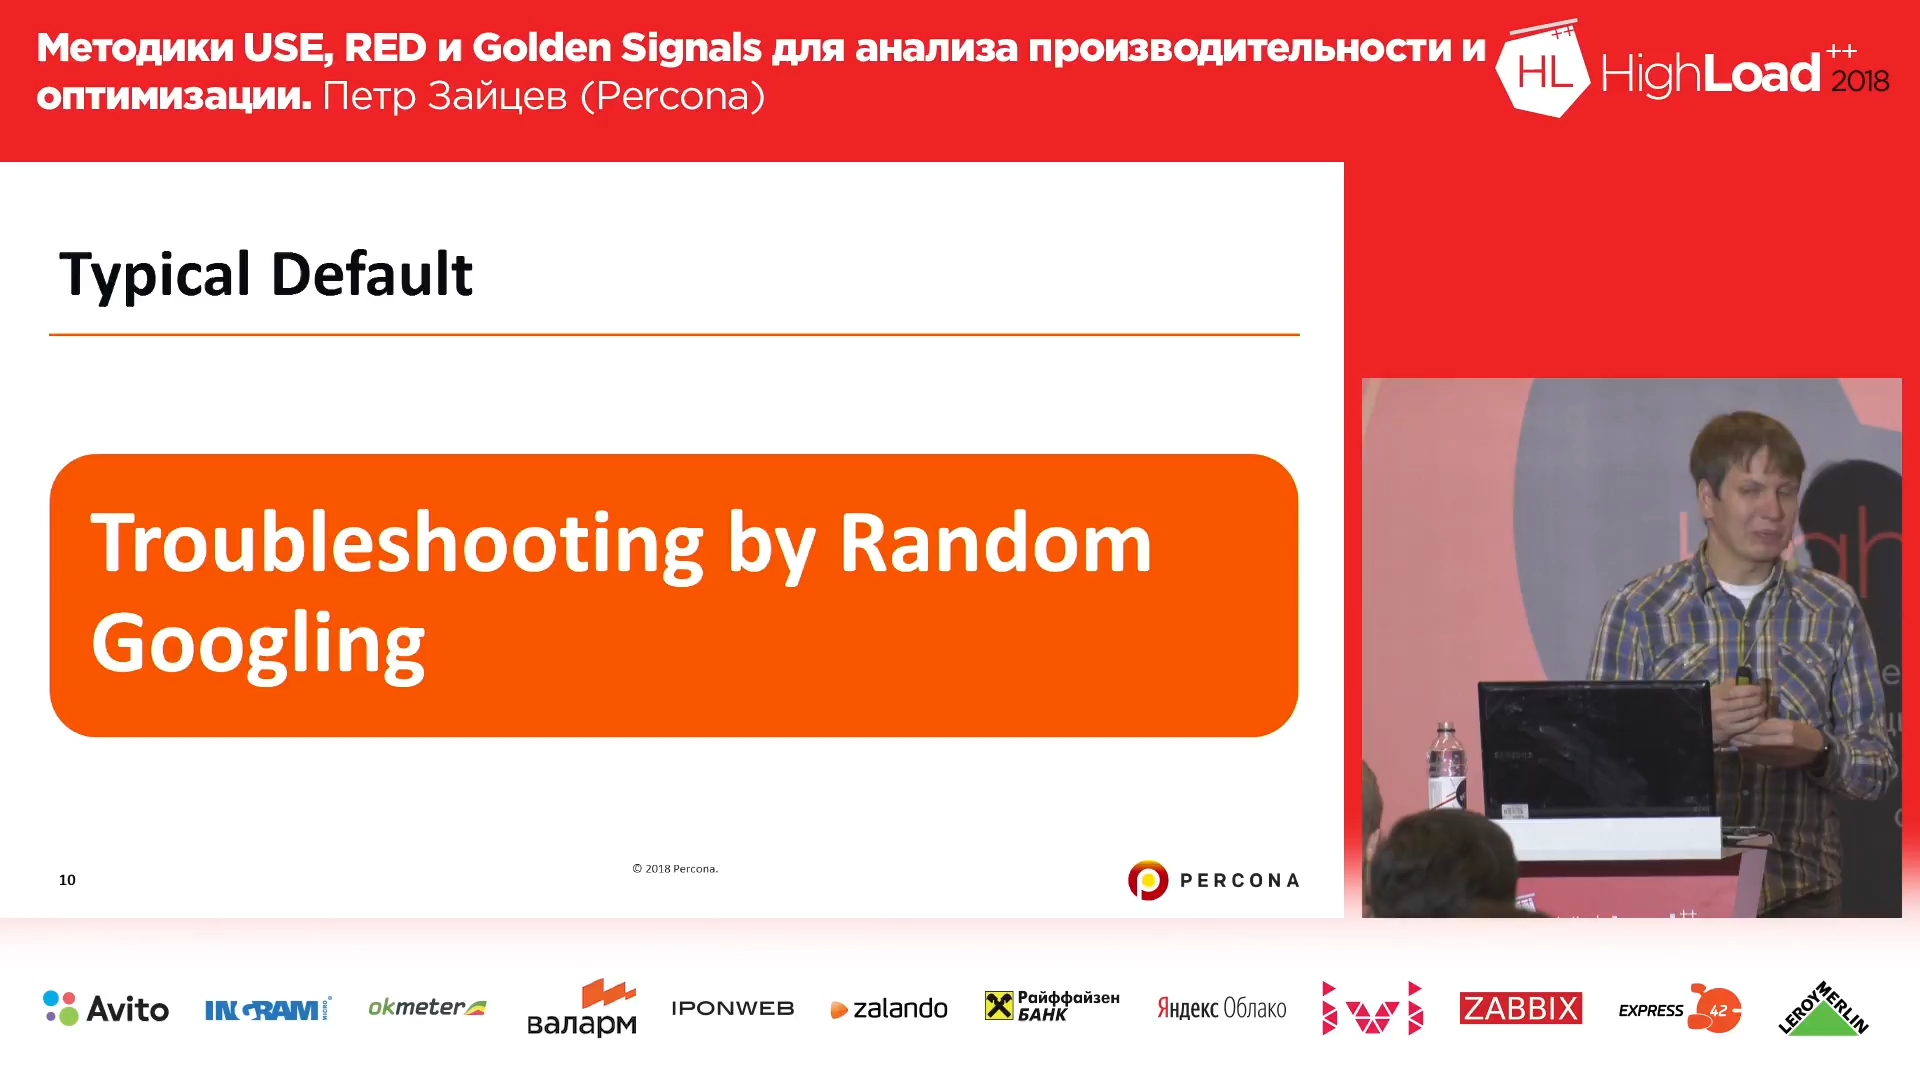 Методики USE, RED и Golden Signals для анализа производительности и
оптимизации. Петр Зайцев (Percona)
HL ++
HighLoad ++ 2018
Typical Default
Troubleshooting by Random
Googling
10
© 2018 Percona.
PERCONA
Avito
INGRAM MICRO
okmeter
валарм
IPONWEB
zalando
Райффайзен
БАНК
Яндекс Облако
ivi
ZABBIX
EXPRESS 42
LEROY MERLIN